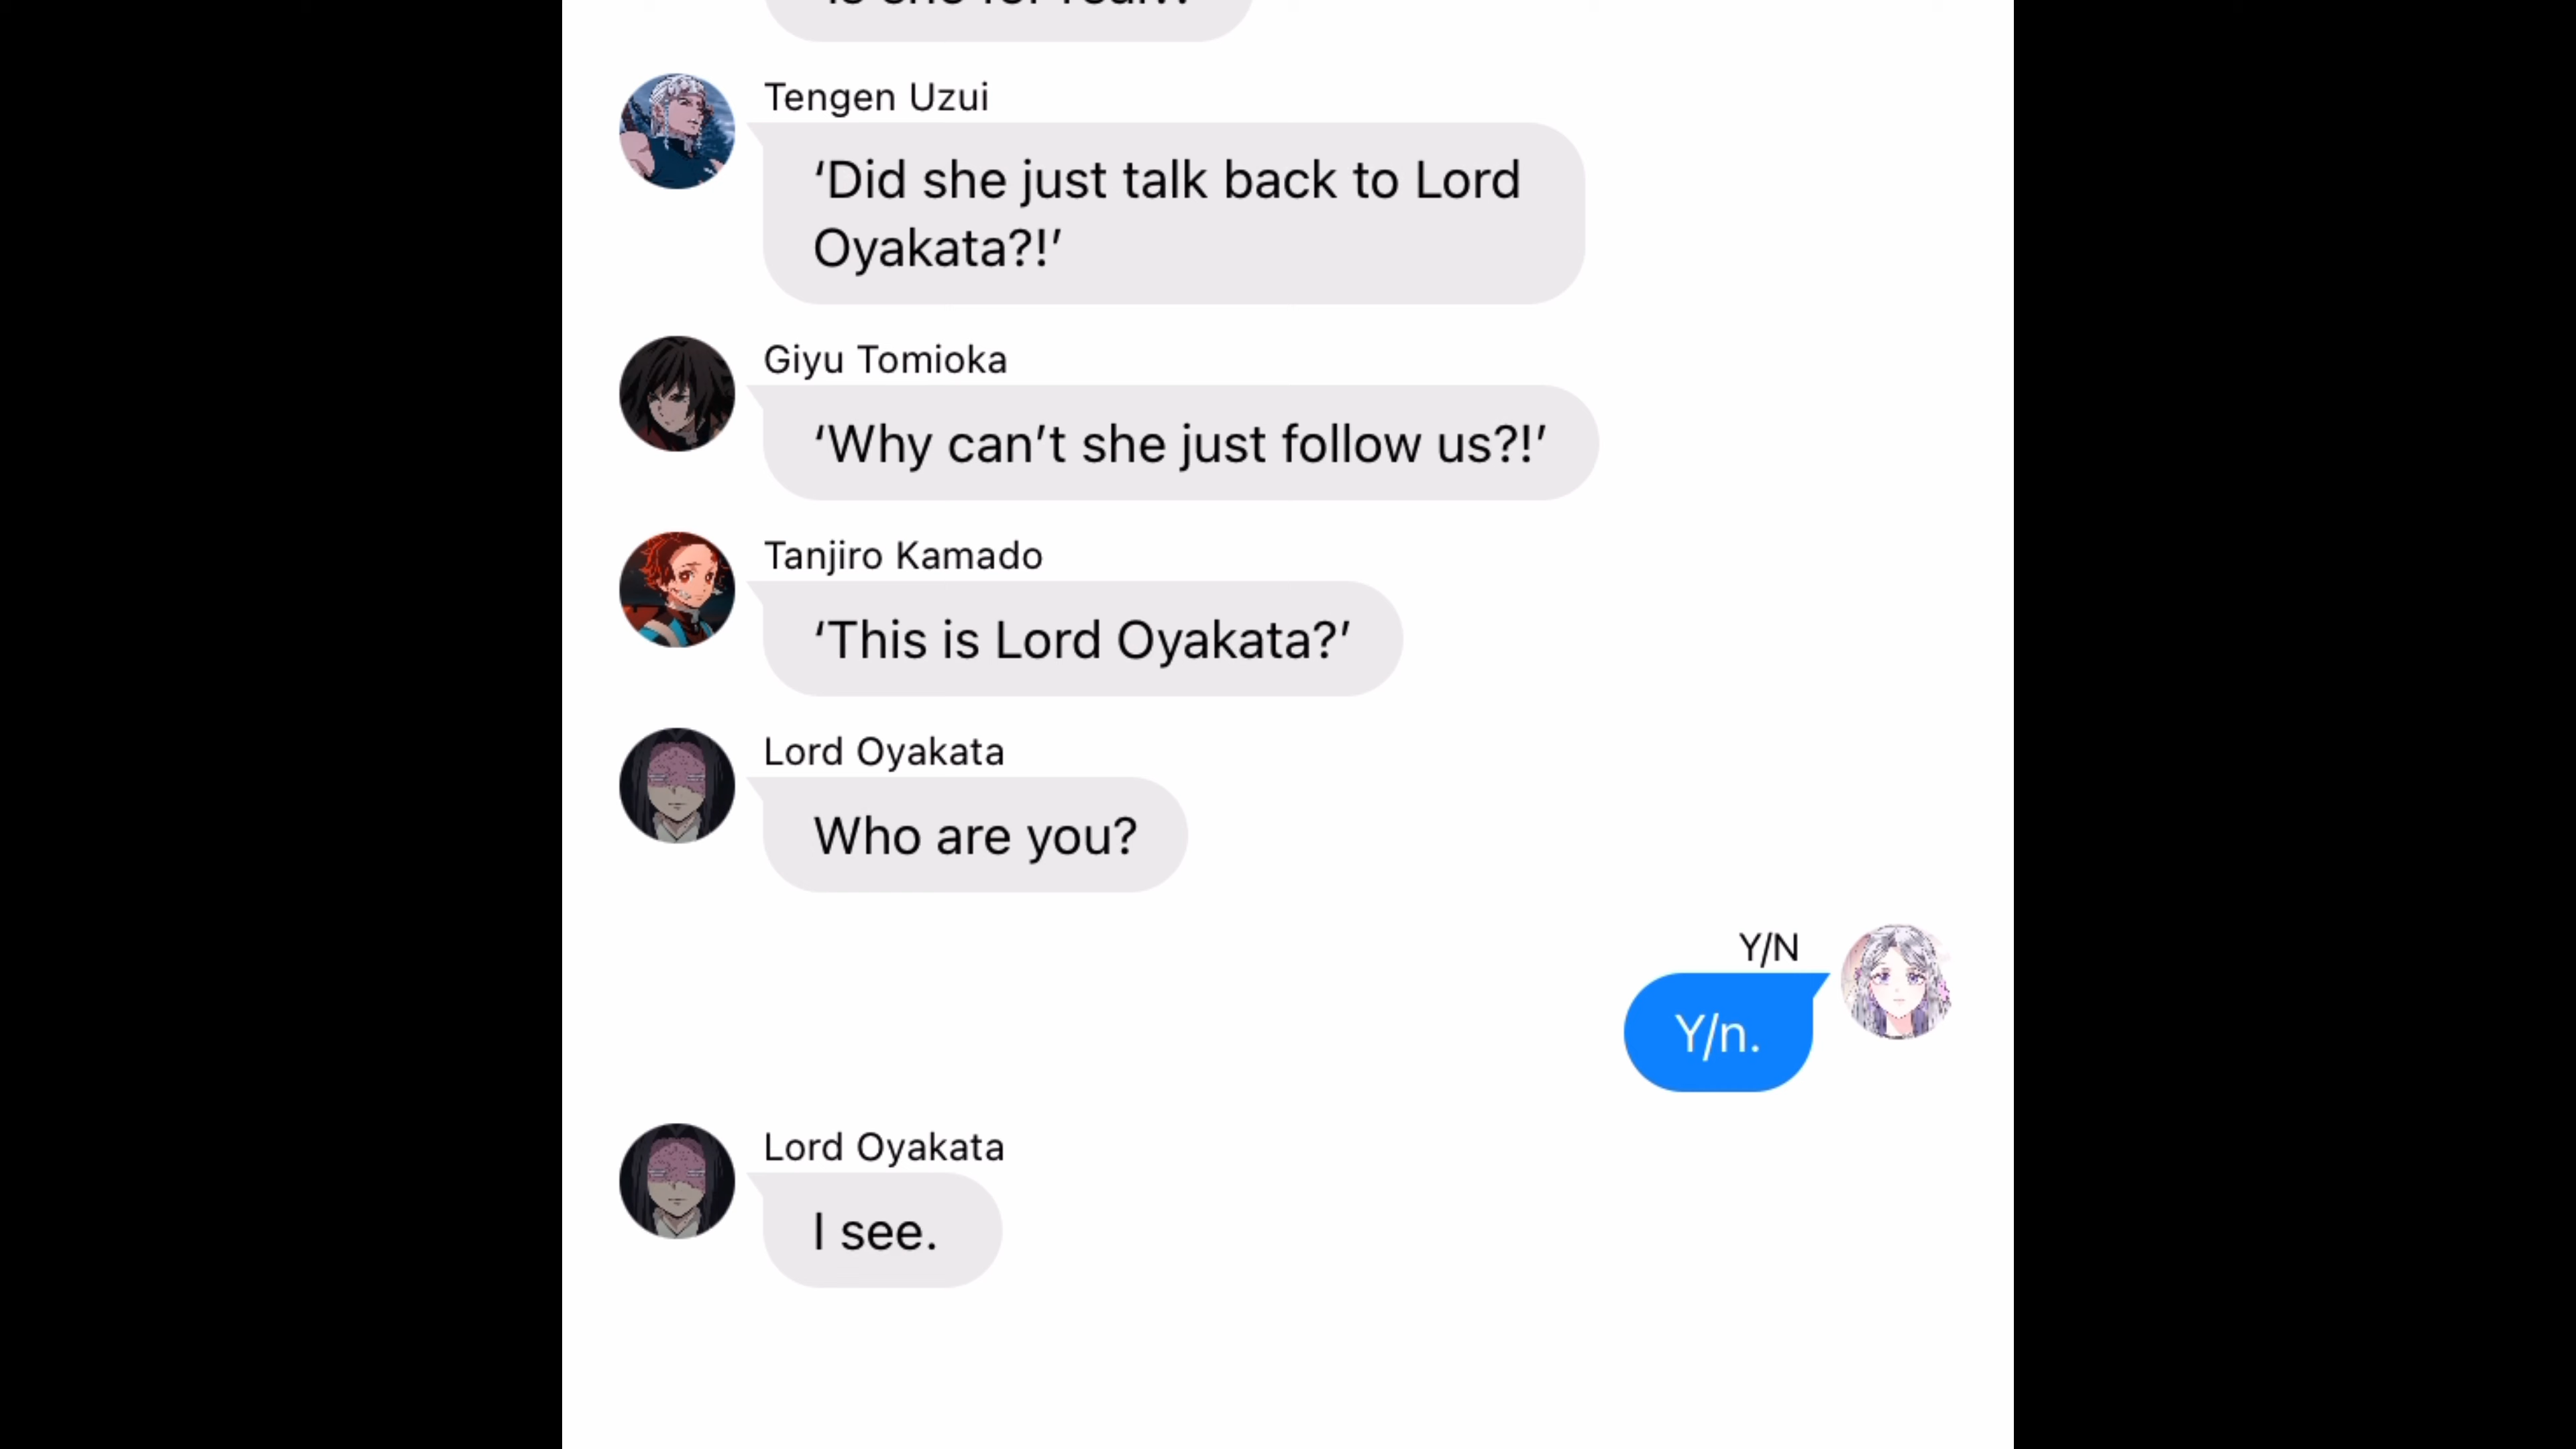 Tengen Uzui
‘Did she just talk back to Lord
Oyakata?!’
Giyu Tomioka
‘Why can’t she just follow us?!’
Tanjiro Kamado
‘This is Lord Oyakata?’
Lord Oyakata
Who are you?
Y/N
Y/n.
Lord Oyakata
I see.